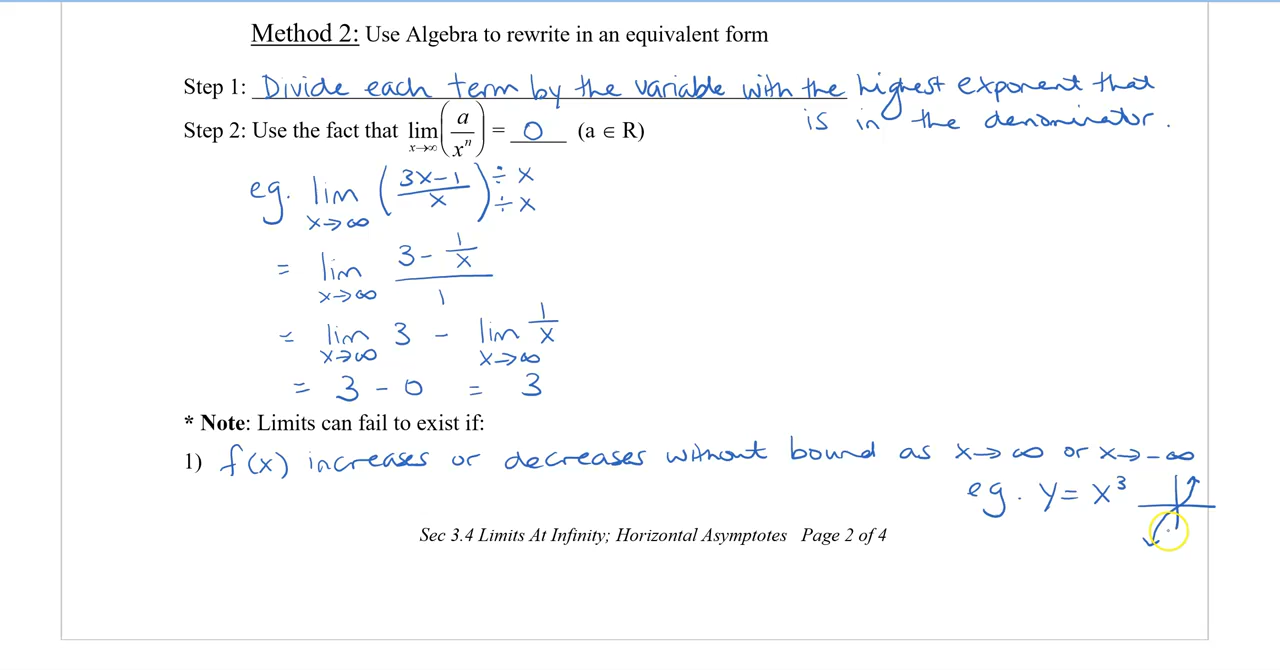 Method 2: Use Algebra to rewrite in an equivalent form
Step 1: Divide each term by the variable with the highest exponent that
is in the denominator.
Step 2: Use the fact that lim x→∞ (a/xⁿ) = 0 (a ∈ R)
eg. lim x→∞ (3x-1/x) ÷x ÷x
= lim x→∞ 3 - 1/x / 1
= lim x→∞ 3 - lim x→∞ 1/x
= 3 - 0 = 3
* Note: Limits can fail to exist if:
1) f(x) increases or decreases without bound as x→∞ or x→-∞
eg. y = x³
Sec 3.4 Limits At Infinity; Horizontal Asymptotes Page 2 of 4